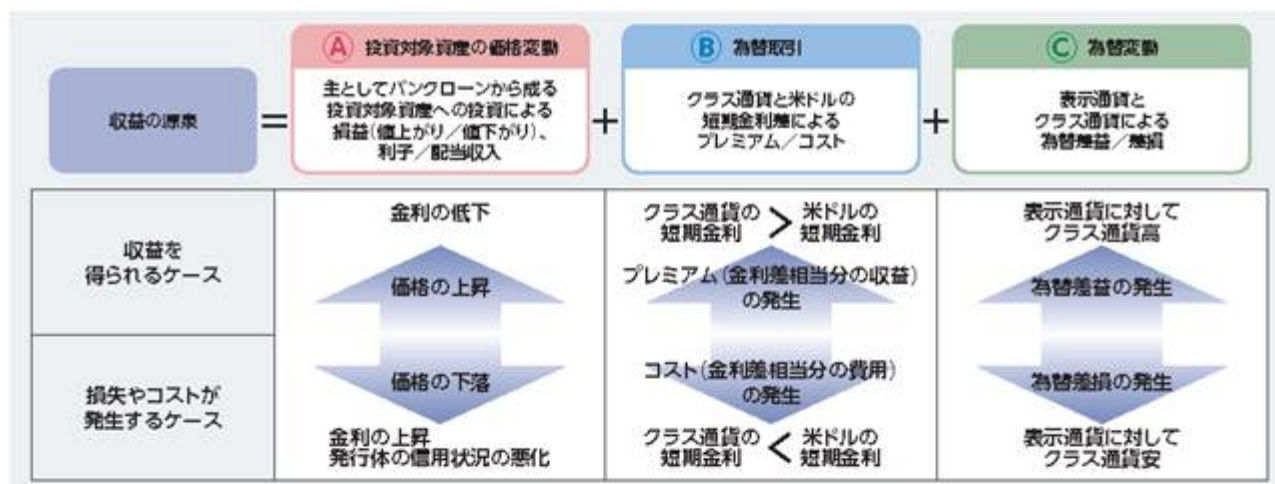 収益の源泉
=
A 投資対象資産の価格変動
主としてバンクローンから成る
投資対象資産への投資による
損益(値上がり/値下がり)、
利子/配当収入
+
B 為替取引
クラス通貨と米ドルの
短期金利差による
プレミアム/コスト
+
C 為替変動
表示通貨と
クラス通貨による
為替差益/差損
収益を
得られるケース
金利の低下
価格の上昇
クラス通貨の
短期金利
>
米ドルの
短期金利
プレミアム(金利差相当分の収益)
の発生
表示通貨に対して
クラス通貨高
為替差益の発生
損失やコストが
発生するケース
価格の下落
金利の上昇
発行体の信用状況の悪化
コスト(金利差相当分の費用)
の発生
クラス通貨の
短期金利
<
米ドルの
短期金利
為替差損の発生
表示通貨に対して
クラス通貨安